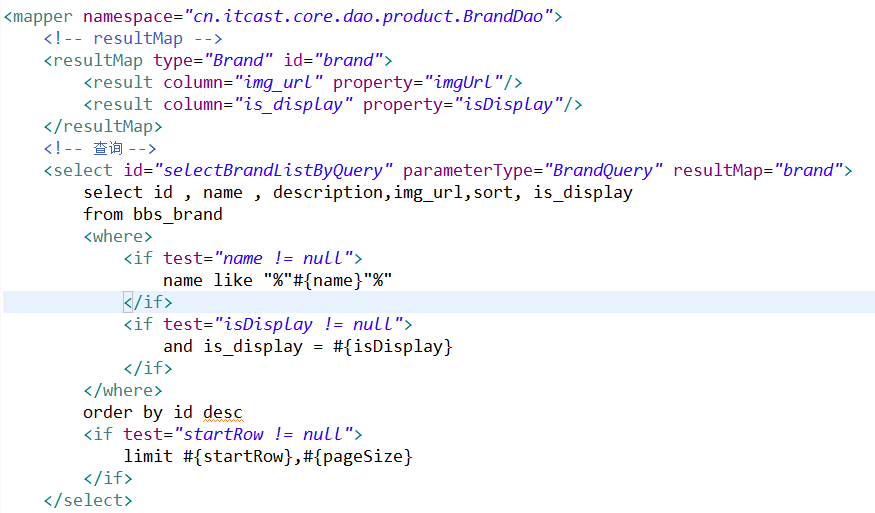 <mapper namespace="cn.itcast.core.dao.product.BrandDao">
    <!-- resultMap -->
    <resultMap type="Brand" id="brand">
        <result column="img_url" property="imgUrl"/>
        <result column="is_display" property="isDisplay"/>
    </resultMap>
    <!-- 查询 -->
    <select id="selectBrandListByQuery" parameterType="BrandQuery" resultMap="brand">
        select id , name , description,img_url,sort, is_display
        from bbs_brand
        <where>
            <if test="name != null">
                name like "%"#{name}"%"
            </if>
            <if test="isDisplay != null">
                and is_display = #{isDisplay}
            </if>
        </where>
        order by id desc
        <if test="startRow != null">
            limit #{startRow},#{pageSize}
        </if>
    </select>